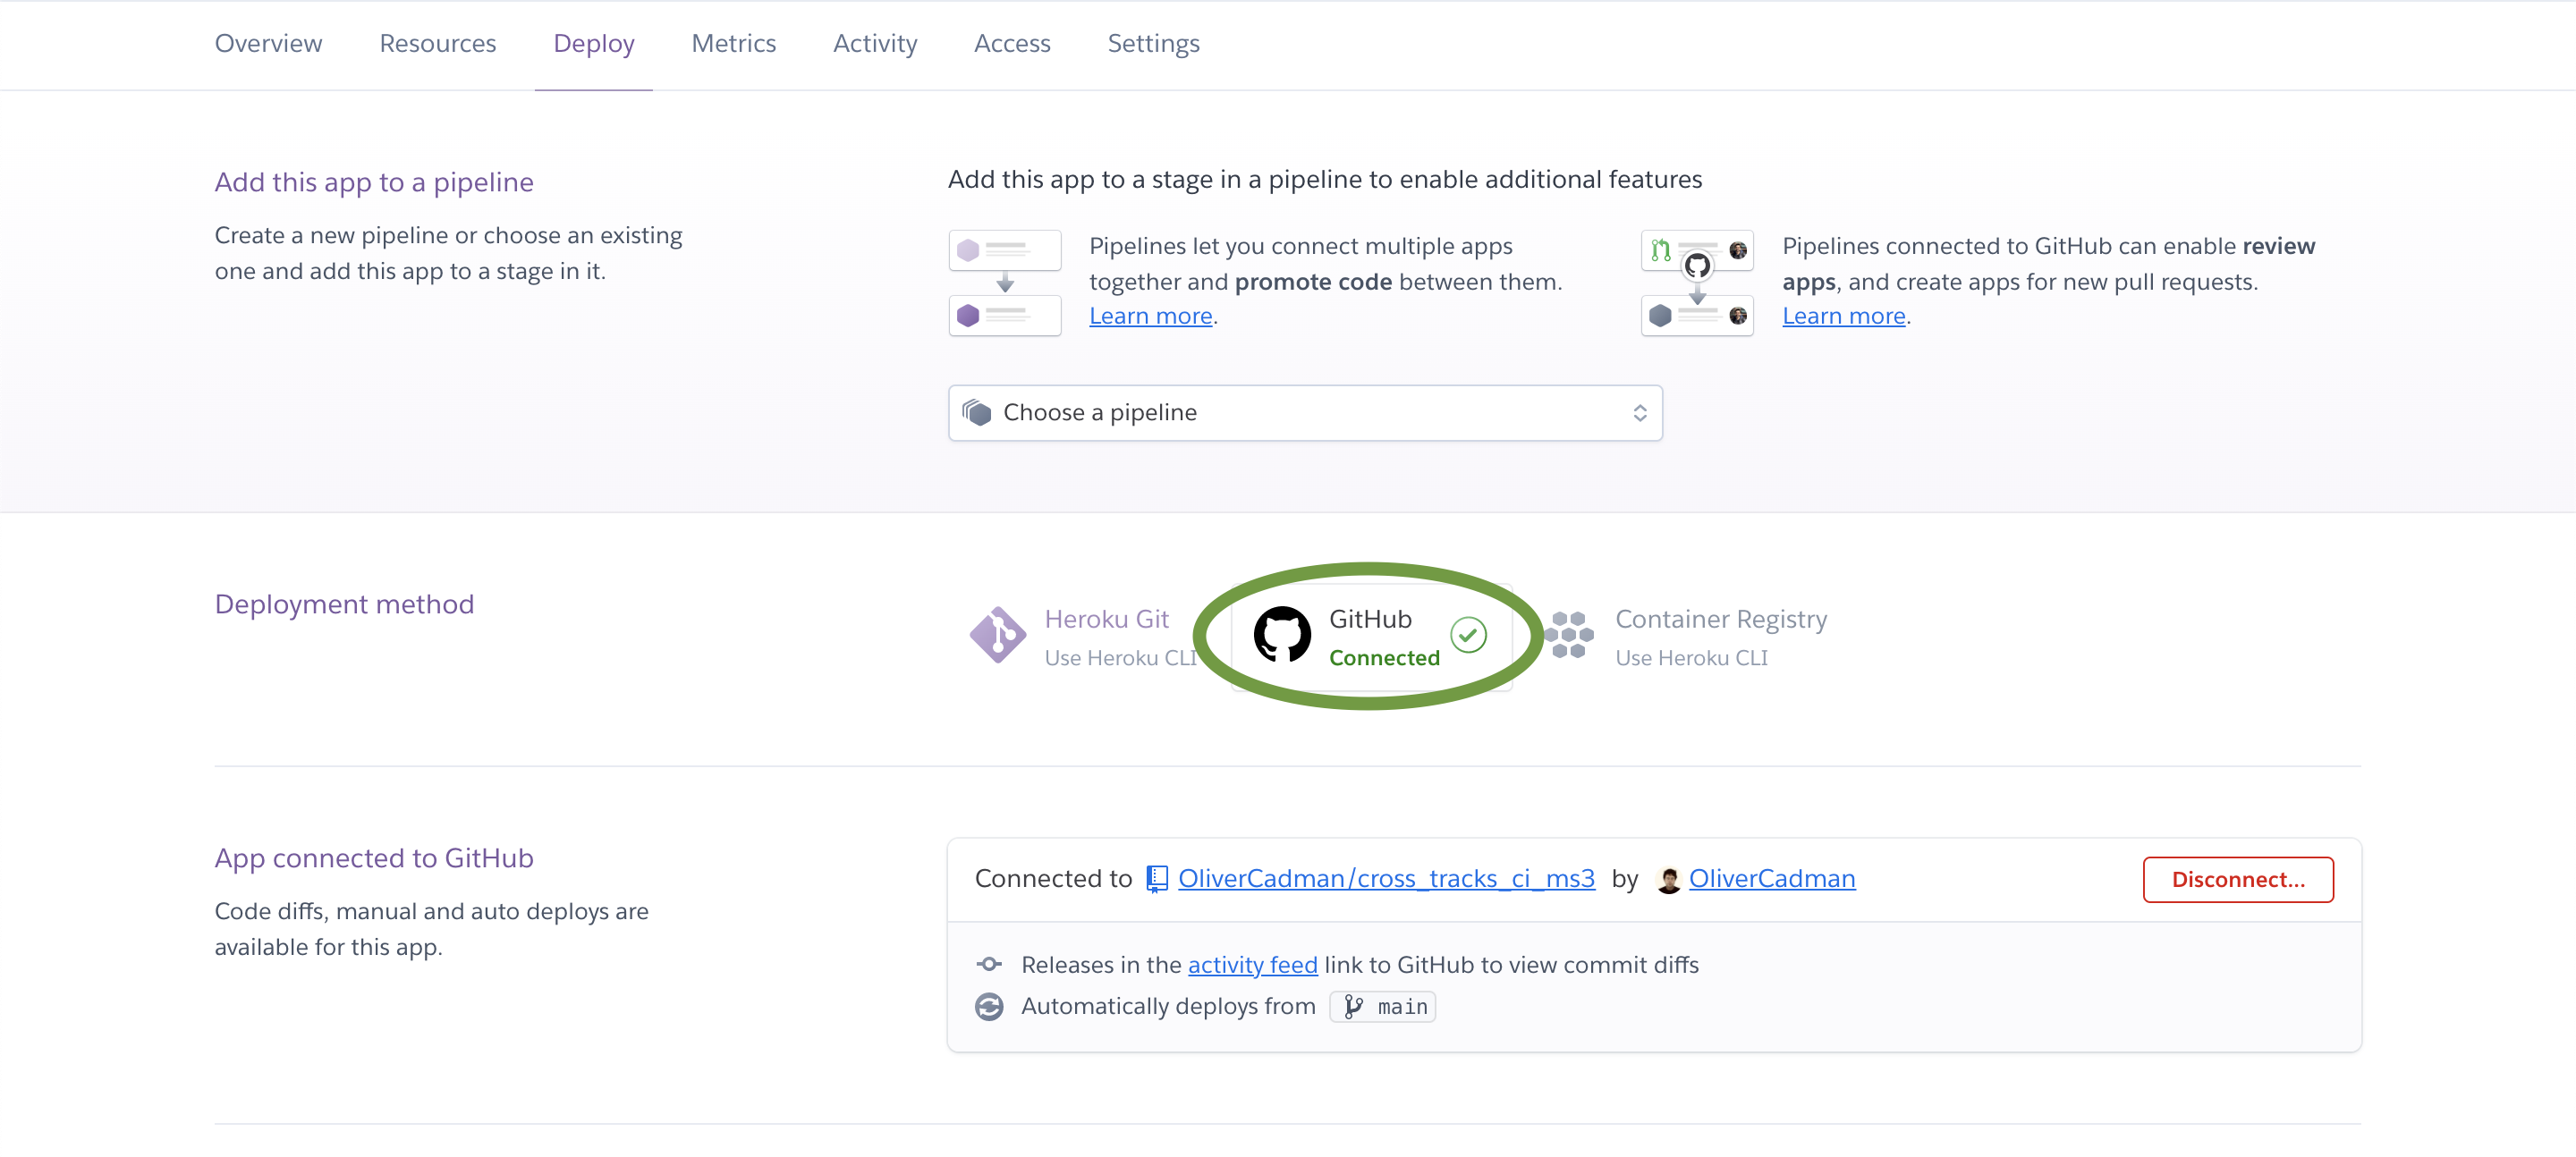 Overview Resources Deploy Metrics Activity Access Settings
Add this app to a pipeline
Create a new pipeline or choose an existing
one and add this app to a stage in it.
Add this app to a stage in a pipeline to enable additional features
Pipelines let you connect multiple apps
together and promote code between them.
Learn more.
Pipelines connected to GitHub can enable review
apps, and create apps for new pull requests.
Learn more.
Choose a pipeline
Deployment method
Heroku Git
Use Heroku CLI
GitHub
Connected
Container Registry
Use Heroku CLI
App connected to GitHub
Code diffs, manual and auto deploys are
available for this app.
Connected to OliverCadman/cross_tracks_ci_ms3 by OliverCadman
Disconnect...
Releases in the activity feed link to GitHub to view commit diffs
Automatically deploys from main